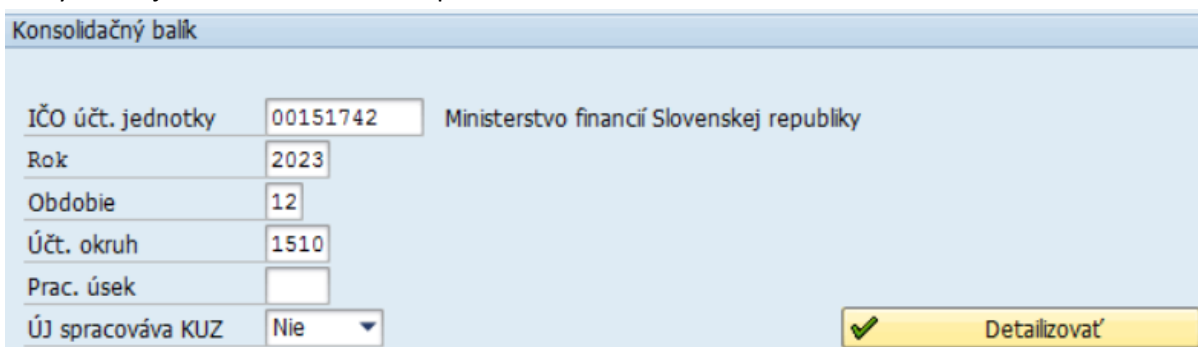 Konsolidačný balík
IČO účt. jednotky 00151742 Ministerstvo financií Slovenskej republiky
Rok 2023
Obdobie 12
Účt. okruh 1510
Prac. úsek
ÚJ spracováva KUZ Nie Detailizovať